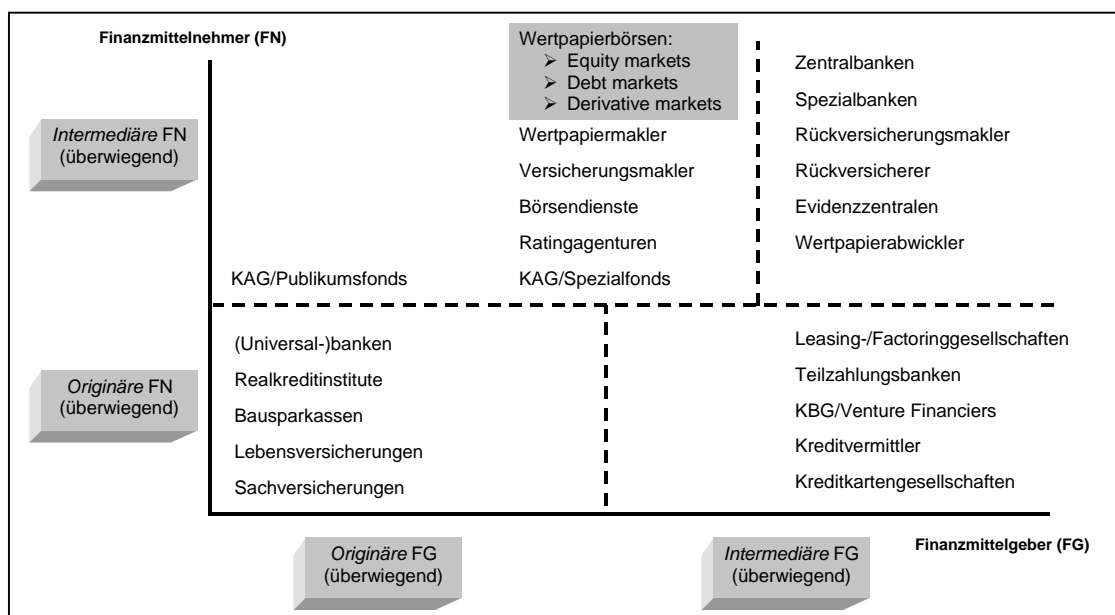 Finanzmittelnehmer (FN)
Intermediäre FN
(überwiegend)
Originäre FN
(überwiegend)
Wertpapierbörsen:
➢ Equity markets
➢ Debt markets
➢ Derivative markets
Wertpapiermakler
Versicherungsmakler
Börsendienste
Ratingagenturen
KAG/Publikumsfonds
KAG/Spezialfonds
Zentralbanken
Spezialbanken
Rückversicherungsmakler
Rückversicherer
Evidenzzentralen
Wertpapierabwickler
(Universal-)banken
Realkreditinstitute
Bausparkassen
Lebensversicherungen
Sachversicherungen
Leasing-/Factoringgesellschaften
Teilzahlungsbanken
KBG/Venture Financiers
Kreditvermittler
Kreditkartengesellschaften
Originäre FG
(überwiegend)
Intermediäre FG
(überwiegend)
Finanzmittelgeber (FG)